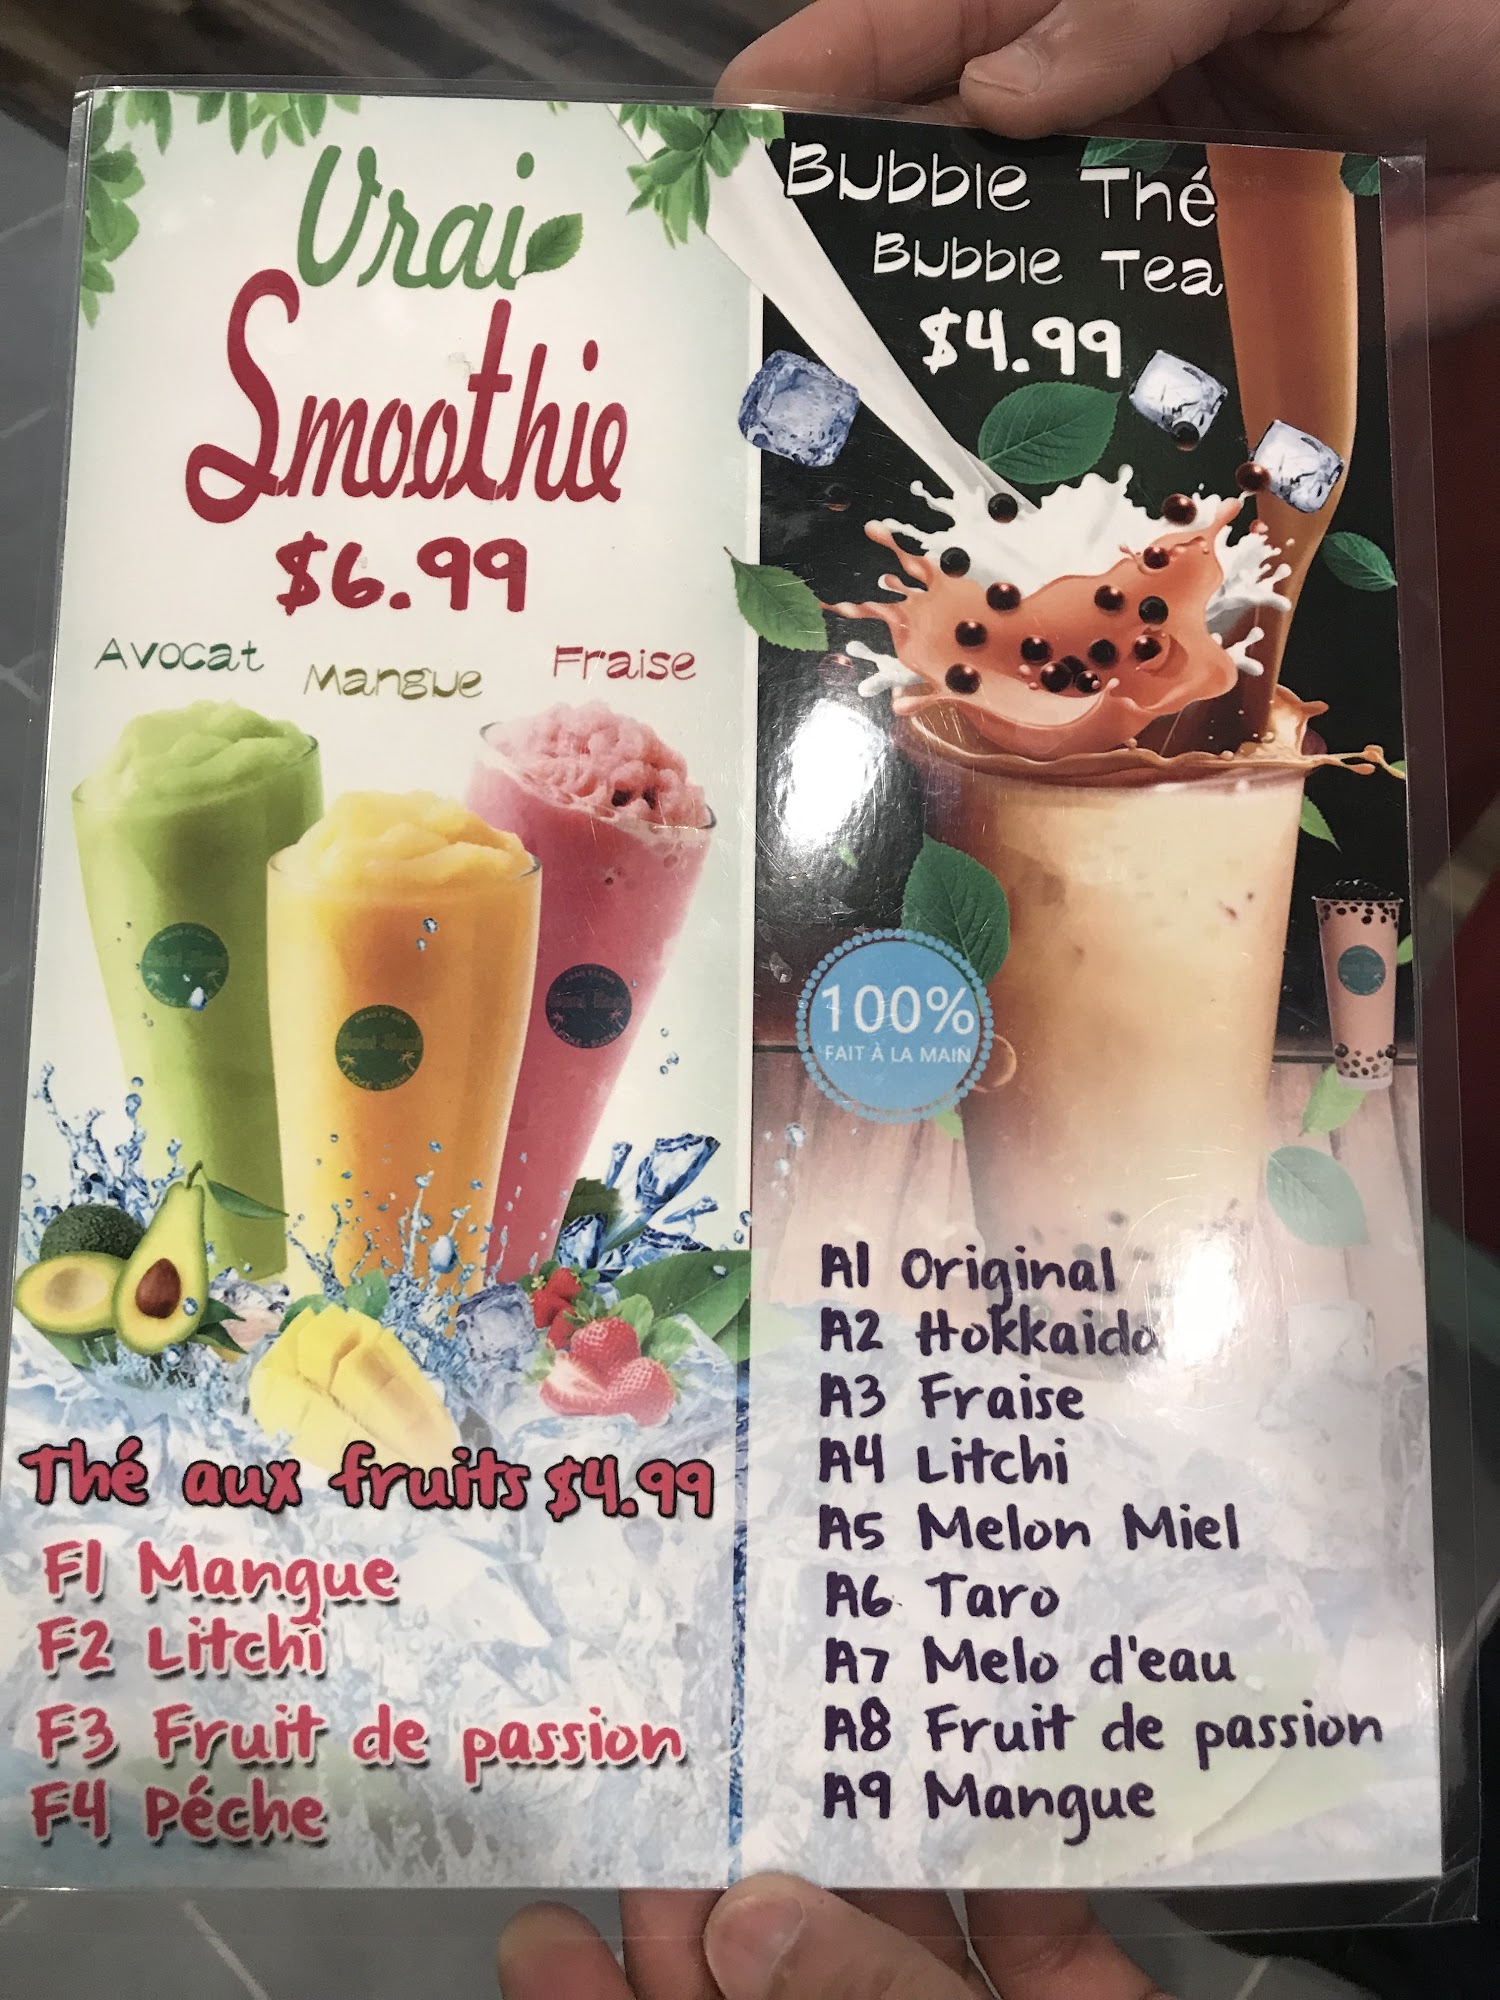 Vrai
Smoothie
$6.99
Avocat
Mangue
Fraise
Thé aux fruits $4.99
F1 Mangue
F2 Litchi
F3 Fruit de passion
F4 Péche
Bubble Thé
Bubble Tea
$4.99
100%
FAIT À LA MAIN
A1 Original
A2 Hokkaido
A3 Fraise
A4 Litchi
A5 Melon Miel
A6 Taro
A7 Melo d'eau
A8 Fruit de passion
A9 Mangue